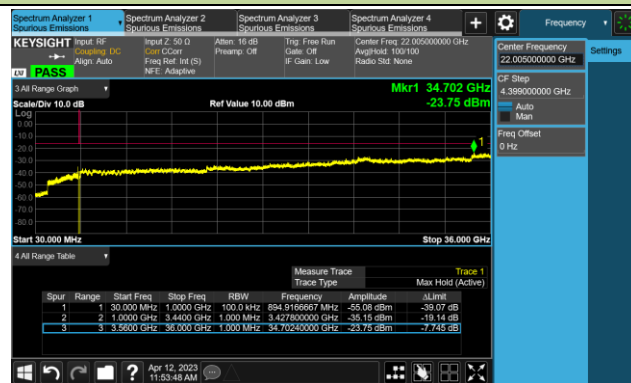 Spectrum Analyzer 1 Spectrum Analyzer 2 Spectrum Analyzer 3 Spectrum Analyzer 4 Frequency
Spurious Emissions Spurious Emissions Spurious Emissions Spurious Emissions
KEYSIGHT Input: RF Input Z: 50 Ω Atten: 16 dB Trig: Free Run Center Freq: 22.005000000 GHz
Coupling: DC Corr CCorr Preamp: Off Gate: Off Avg|Hold: 100/100
Align: Auto Freq Ref: Int (S) IF Gain: Low Radio Std: None
LXI PASS NFE: Adaptive
Center Frequency Settings
22.005000000 GHz
CF Step
4.399000000 GHz
Auto
Man
Freq Offset
0 Hz
3 All Range Graph Mkr1 34.702 GHz
Scale/Div 10.0 dB Ref Value 10.00 dBm -23.75 dBm
Log
0.00
-10.0
-20.0
-30.0
-40.0
-50.0
-60.0
-70.0
-80.0
1
Start 30.000 MHz Stop 36.000 GHz
4 All Range Table
Measure Trace Trace 1
Trace Type Max Hold (Active)
Spur Range Start Freq Stop Freq RBW Frequency Amplitude ΔLimit
1 1 30.000 MHz 1.0000 GHz 100.0 kHz 894.9166667 MHz -55.08 dBm -39.07 dB
2 2 1.0000 GHz 3.4400 GHz 1.000 MHz 3.427800000 GHz -35.15 dBm -19.14 dB
3 3 3.5600 GHz 36.000 GHz 1.000 MHz 34.70240000 GHz -23.75 dBm -7.745 dB
Apr 12, 2023
11:53:48 AM